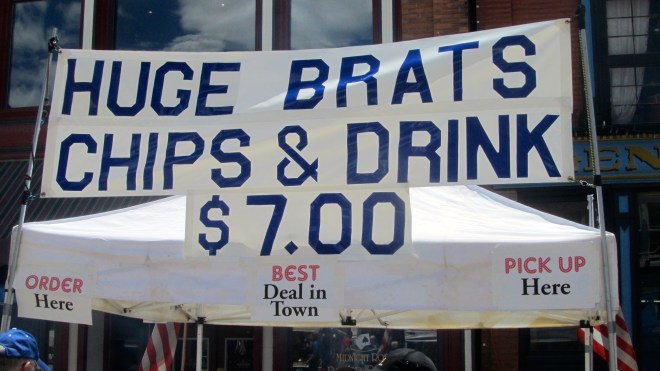 HUGE BRATS
CHIPS & DRINK
$7.00
ORDER
Here
BEST
Deal in
Town
PICK UP
Here